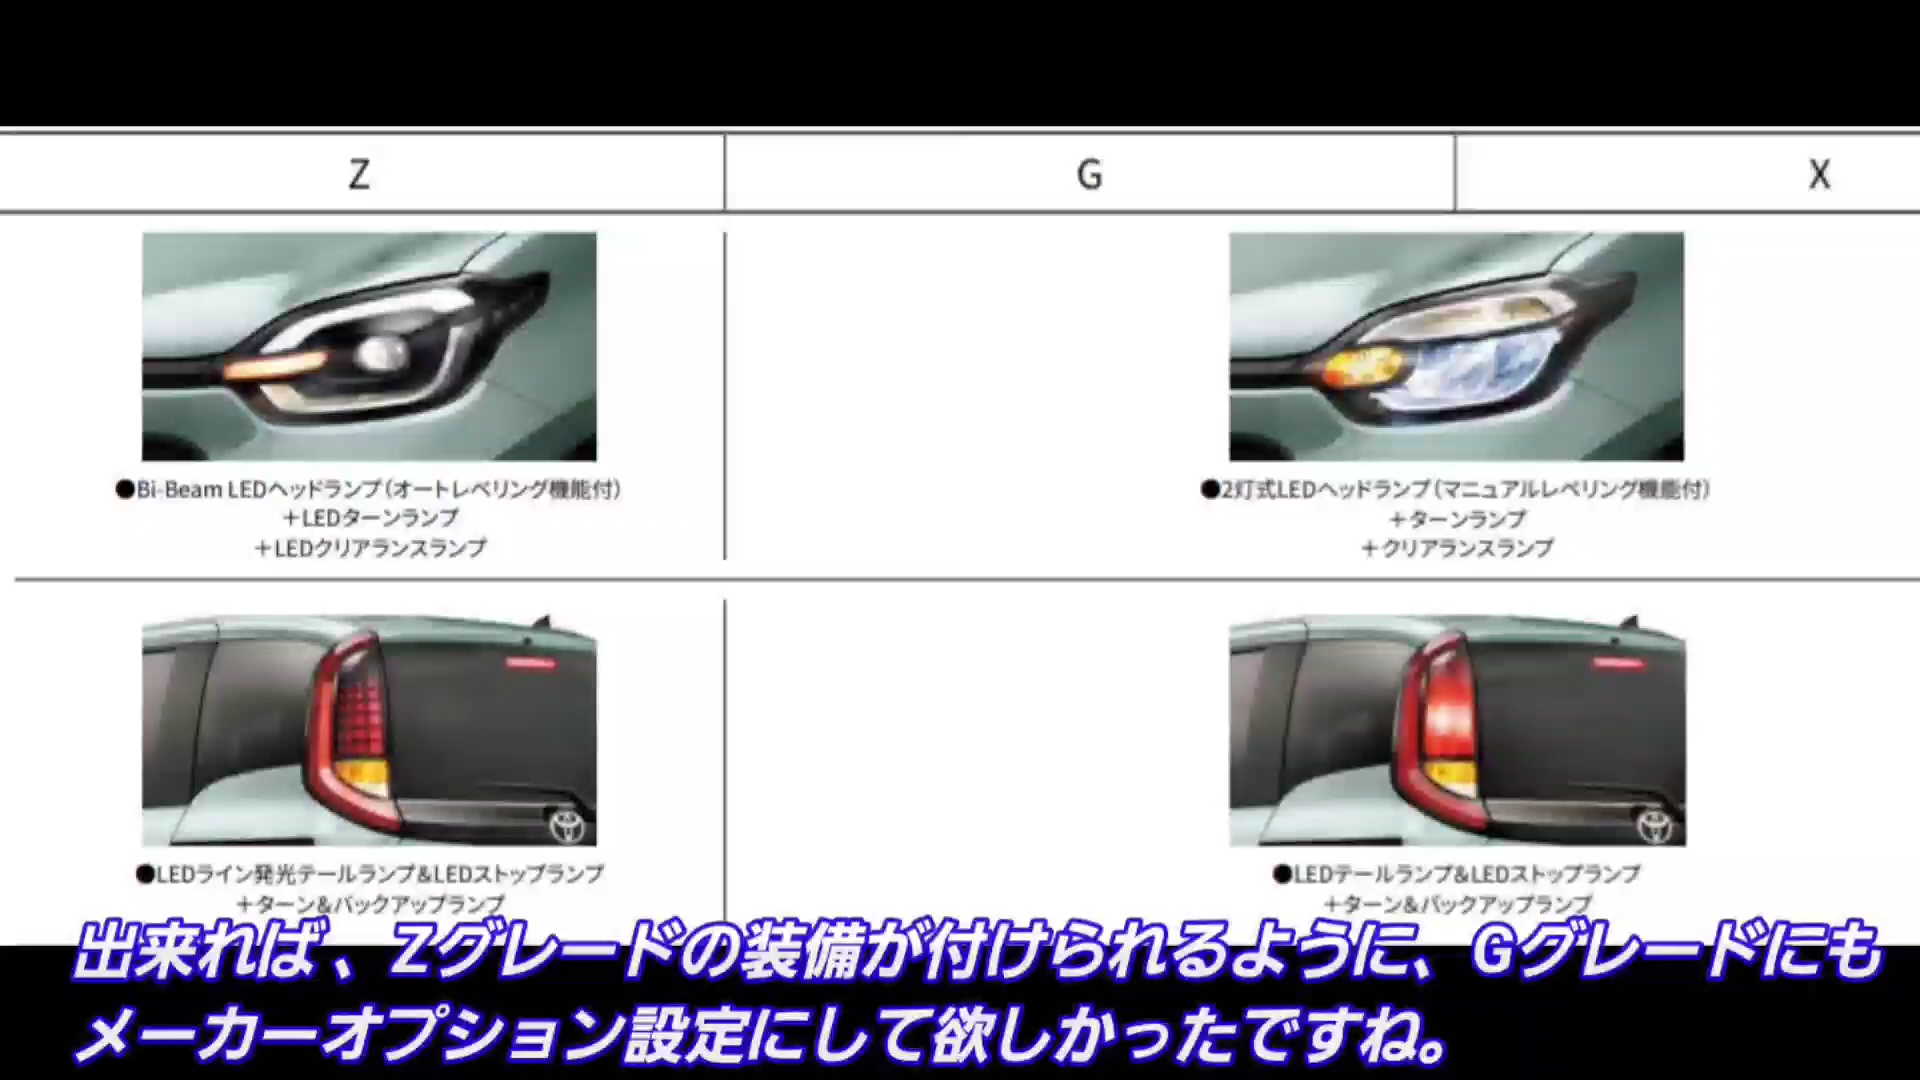 Z
G
X
●Bi-Beam LEDヘッドランプ(オートレベリング機能付)
+LEDターンランプ
+LEDクリアランスランプ
●2灯式LEDヘッドランプ(マニュアルレベリング機能付)
+ターンランプ
+クリアランスランプ
●LEDライン発光テールランプ&LEDストップランプ
+ターン&バックアップランプ
●LEDテールランプ&LEDストップランプ
+ターン&バックアップランプ
出来れば、Zグレードの装備が付けられるように、Gグレードにも
メーカーオプション設定にして欲しかったですね。